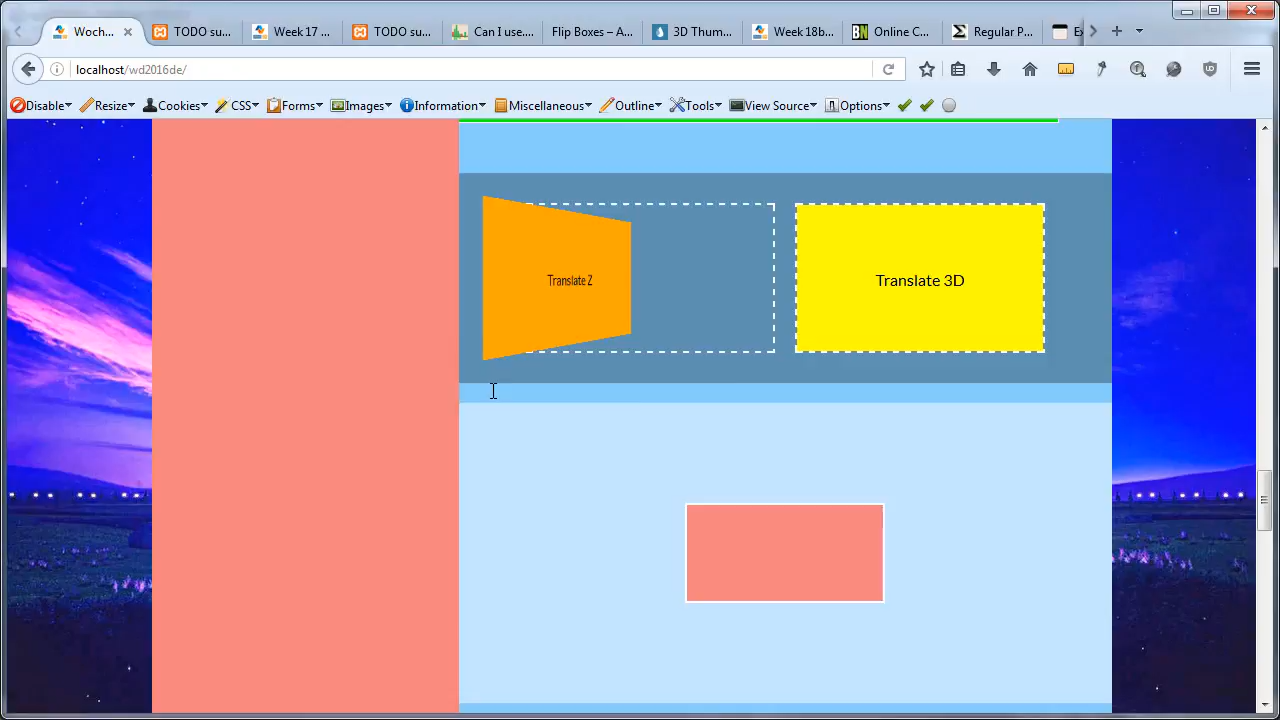 Woch...
TODO su...
Week 17 ...
TODO su...
Can I use....
Flip Boxes – A...
3D Thum...
Week 18b...
Online C...
Regular P...
localhost/wd2016de/
Disable
Resize
Cookies
CSS
Forms
Images
Information
Miscellaneous
Outline
Tools
View Source
Options
Translate Z
Translate 3D